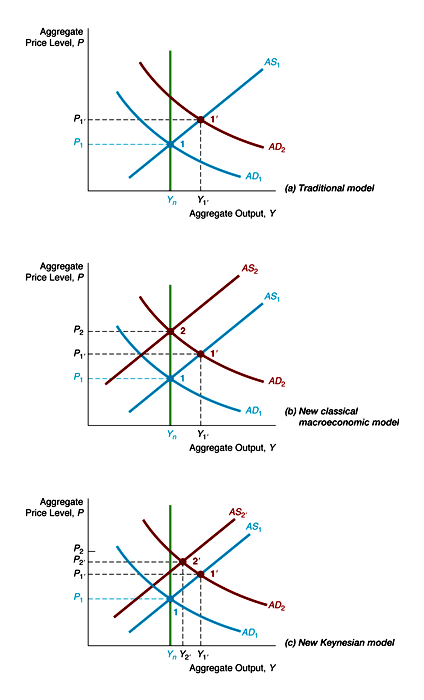 Aggregate
Price Level, P
AS1
P1′
1′
P1
1
AD2
AD1
(a) Traditional model
Yn
Y1′
Aggregate Output, Y
Aggregate
Price Level, P
AS2
AS1
P2
2
P1′
1′
P1
1
AD2
AD1
(b) New classical
macroeconomic model
Yn
Y1′
Aggregate Output, Y
Aggregate
Price Level, P
AS2′
AS1
P2
P2′
2′
P1′
1′
P1
1
AD2
AD1
(c) New Keynesian model
Yn
Y2′
Y1′
Aggregate Output, Y